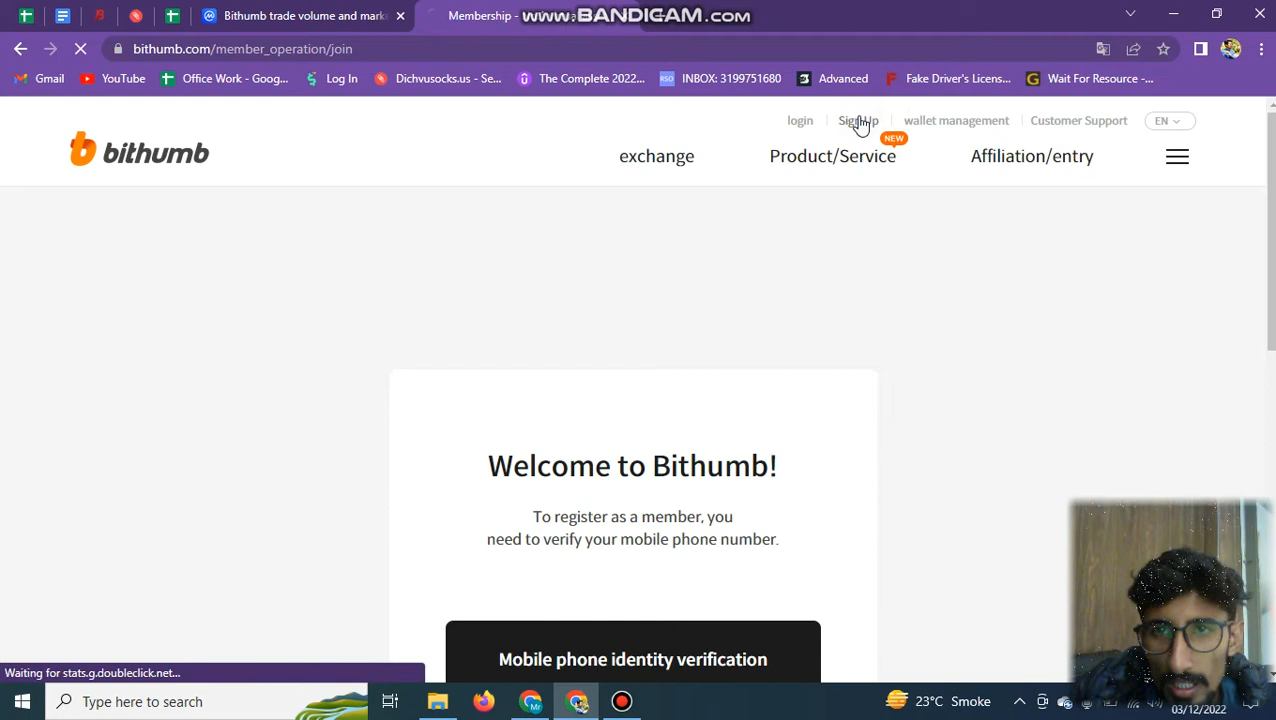 Bithumb trade volume and mark
Membership -
WWW.BANDICAM.COM
bithumb.com/member_operation/join
Gmail
YouTube
Office Work - Goog...
Log In
Dichvusocks.us - Se...
The Complete 2022...
RSO
INBOX: 3199751680
Advanced
Fake Driver's Licens...
Wait For Resource -...
login
Sign Up
wallet management
Customer Support
EN
bithumb
exchange
NEW
Product/Service
Affiliation/entry
Welcome to Bithumb!
To register as a member, you
need to verify your mobile phone number.
Mobile phone identity verification
Waiting for stats.g.doubleclick.net...
Type here to search
23°C Smoke
03/12/2022